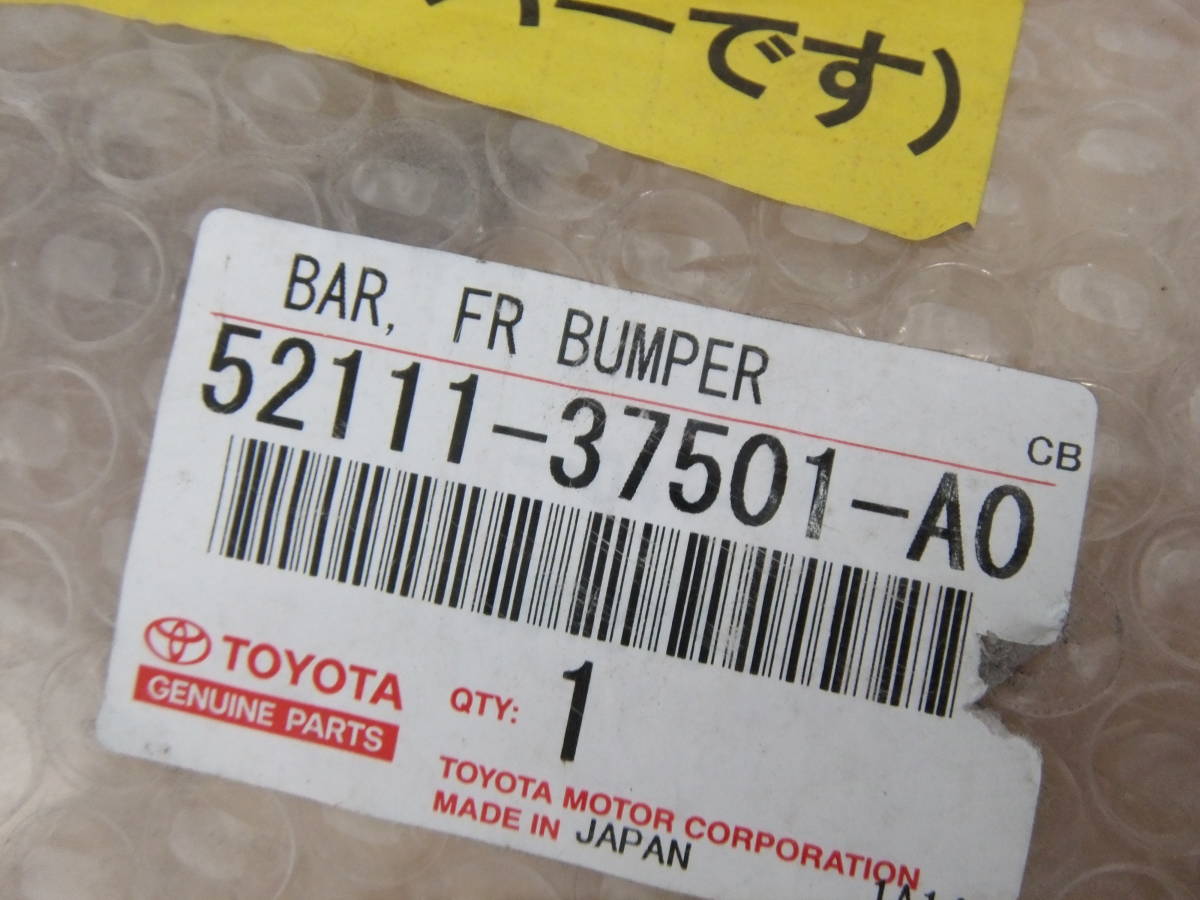 バーです)
BAR, FR BUMPER
CB
52111-37501-A0
TOYOTA
GENUINE PARTS
QTY: 1
TOYOTA MOTOR CORPORATION
MADE IN JAPAN